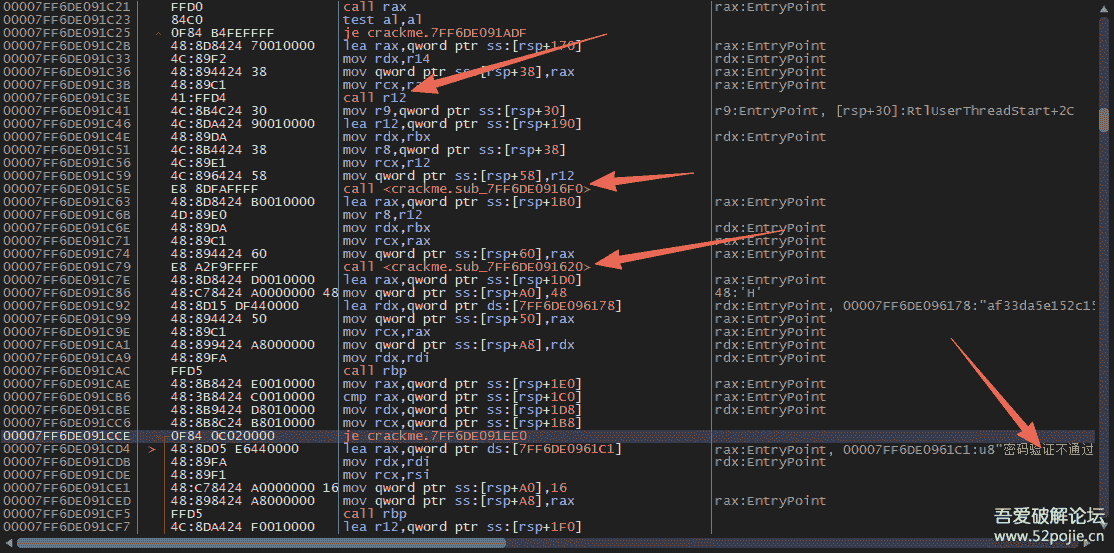 00007FF6DE091C21 FFD0 call rax rax:EntryPoint
00007FF6DE091C23 84C0 test al,al
00007FF6DE091C25 0F84 B4FEFFFF je crackme.7FF6DE091ADF
00007FF6DE091C2B 48:8D8424 70010000 lea rax,qword ptr ss:[rsp+170] rax:EntryPoint
00007FF6DE091C33 4C:89F2 mov rdx,r14 rdx:EntryPoint
00007FF6DE091C36 48:894424 38 mov qword ptr ss:[rsp+38],rax rax:EntryPoint
00007FF6DE091C3B 48:89C1 mov rcx,rax rax:EntryPoint
00007FF6DE091C3E 41:FFD4 call r12
00007FF6DE091C41 4C:8B4C24 30 mov r9,qword ptr ss:[rsp+30] r9:EntryPoint, [rsp+30]:RtlUserThreadStart+2C
00007FF6DE091C46 4C:8DA424 90010000 lea r12,qword ptr ss:[rsp+190]
00007FF6DE091C4E 48:89DA mov rdx,rbx rdx:EntryPoint
00007FF6DE091C51 4C:8B4424 38 mov r8,qword ptr ss:[rsp+38]
00007FF6DE091C56 4C:89E1 mov rcx,r12
00007FF6DE091C59 4C:896424 58 mov qword ptr ss:[rsp+58],r12
00007FF6DE091C5E E8 8DFAFFFF call <crackme.sub_7FF6DE0916F0>
00007FF6DE091C63 48:8D8424 B0010000 lea rax,qword ptr ss:[rsp+1B0] rax:EntryPoint
00007FF6DE091C6B 4D:89E0 mov r8,r12
00007FF6DE091C6E 48:89DA mov rdx,rbx rdx:EntryPoint
00007FF6DE091C71 48:89C1 mov rcx,rax rax:EntryPoint
00007FF6DE091C74 48:894424 60 mov qword ptr ss:[rsp+60],rax rax:EntryPoint
00007FF6DE091C79 E8 A2F9FFFF call <crackme.sub_7FF6DE091620>
00007FF6DE091C7E 48:8D8424 D0010000 lea rax,qword ptr ss:[rsp+1D0] rax:EntryPoint
00007FF6DE091C86 48:C78424 A0000000 48 mov qword ptr ss:[rsp+A0],48 48:'H'
00007FF6DE091C92 48:8D15 DF440000 lea rdx,qword ptr ds:[7FF6DE096178] rdx:EntryPoint, 00007FF6DE096178:"af33da5e152c15
00007FF6DE091C99 48:894424 50 mov qword ptr ss:[rsp+50],rax rax:EntryPoint
00007FF6DE091C9E 48:89C1 mov rcx,rax rax:EntryPoint
00007FF6DE091CA1 48:899424 A8000000 mov qword ptr ss:[rsp+A8],rdx rdx:EntryPoint
00007FF6DE091CA9 48:89FA mov rdx,rdi rdx:EntryPoint
00007FF6DE091CAC FFD5 call rbp
00007FF6DE091CAE 48:8B8424 E0010000 mov rax,qword ptr ss:[rsp+1E0] rax:EntryPoint
00007FF6DE091CB6 48:3B8424 C0010000 cmp rax,qword ptr ss:[rsp+1C0] rax:EntryPoint
00007FF6DE091CBE 48:8B9424 D8010000 mov rdx,qword ptr ss:[rsp+1D8] rdx:EntryPoint
00007FF6DE091CC6 48:8B8C24 B8010000 mov rcx,qword ptr ss:[rsp+1B8]
00007FF6DE091CCE 0F84 0C020000 je crackme.7FF6DE091EE0
00007FF6DE091CD4 48:8D05 E6440000 lea rax,qword ptr ds:[7FF6DE0961C1] rax:EntryPoint, 00007FF6DE0961C1:u8"密码验证不通过
00007FF6DE091CDB 48:89FA mov rdx,rdi rdx:EntryPoint
00007FF6DE091CDE 48:89F1 mov rcx,rsi
00007FF6DE091CE1 48:C78424 A0000000 16 mov qword ptr ss:[rsp+A0],16
00007FF6DE091CED 48:898424 A8000000 mov qword ptr ss:[rsp+A8],rax rax:EntryPoint
00007FF6DE091CF5 FFD5 call rbp
00007FF6DE091CF7 4C:8DA424 F0010000 lea r12,qword ptr ss:[rsp+1F0]
吾爱破解论坛
www.52pojie.cn